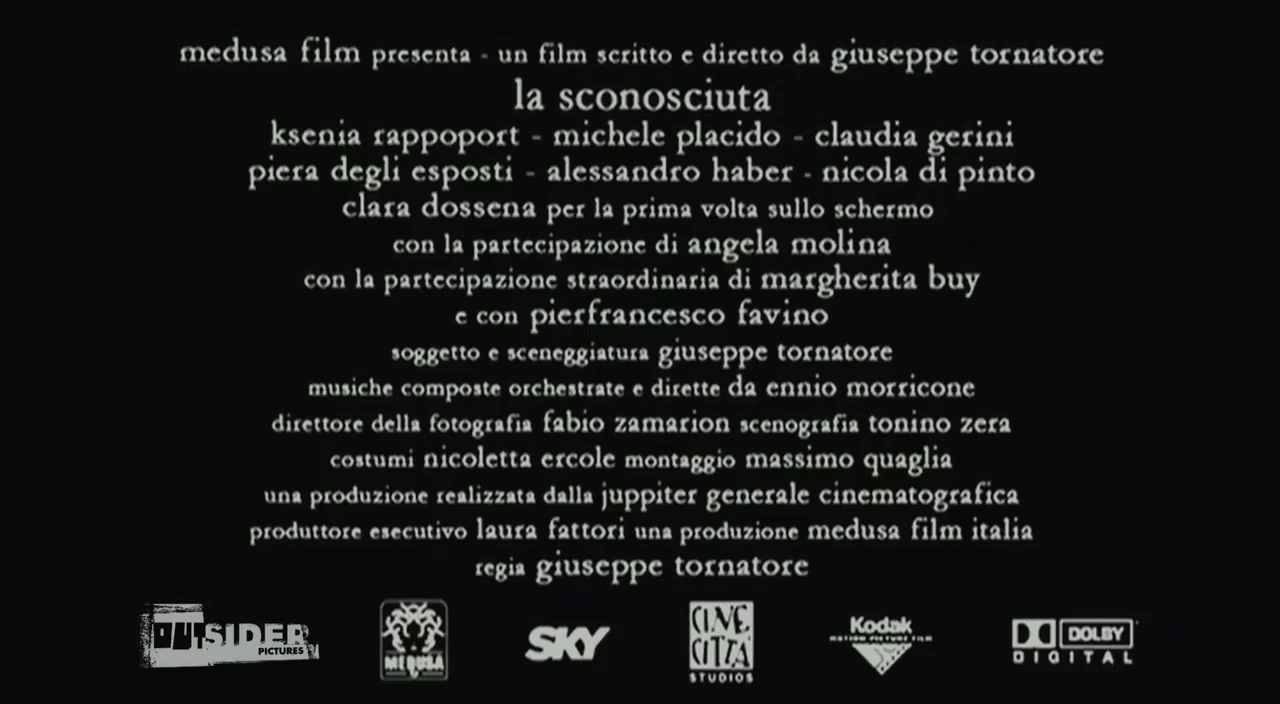 medusa film presenta - un film scritto e diretto da giuseppe tornatore
la sconosciuta
ksenia rappoport - michele placido - claudia gerini
piera degli esposti - alessandro haber - nicola di pinto
clara dossena per la prima volta sullo schermo
con la partecipazione di angela molina
con la partecipazione straordinaria di margherita buy
e con pierfrancesco favino
soggetto e sceneggiatura giuseppe tornatore
musiche composte orchestrate e dirette da ennio morricone
direttore della fotografia fabio zamarion scenografia tonino zera
costumi nicoletta ercole montaggio massimo quaglia
una produzione realizzata dalla juppiter generale cinematografica
produttore esecutivo laura fattori una produzione medusa film italia
regia giuseppe tornatore
OUTSIDER PICTURES
MEDUSA
SKY
CINE CITTA STUDIOS
Kodak MOTION PICTURE FILM
DOLBY DIGITAL